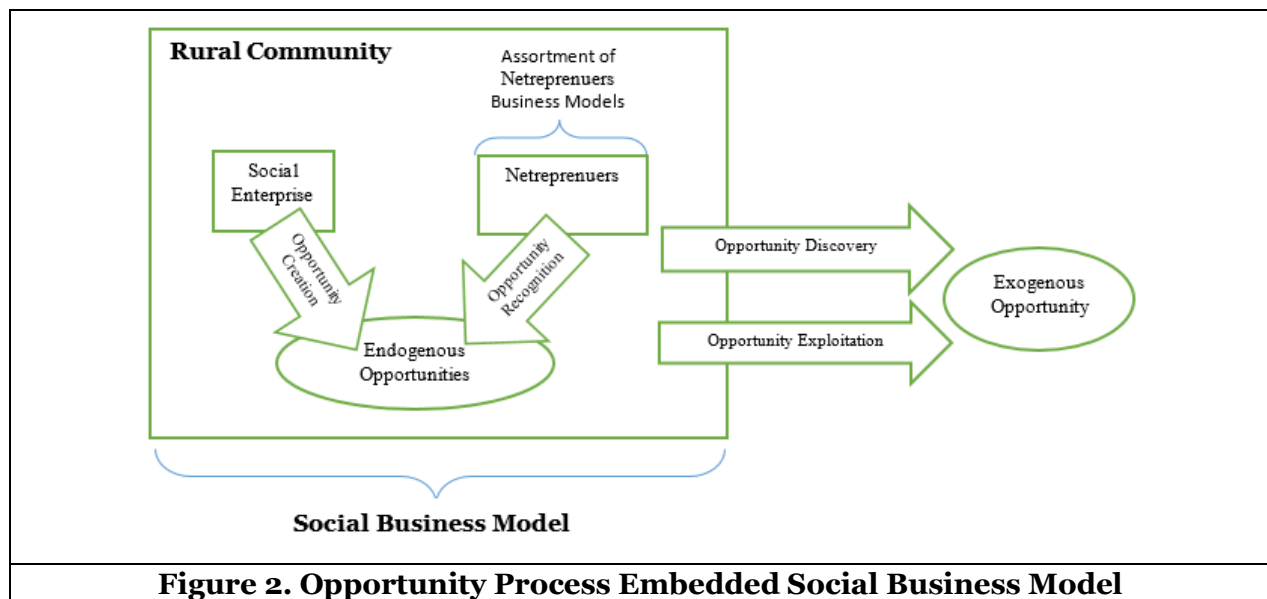 Rural Community
Assortment of
Netreprenuers
Business Models
Social
Enterprise
Netreprenuers
Opportunity
Creation
Opportunity
Recognition
Endogenous
Opportunities
Opportunity Discovery
Opportunity Exploitation
Exogenous
Opportunity
Social Business Model
Figure 2. Opportunity Process Embedded Social Business Model